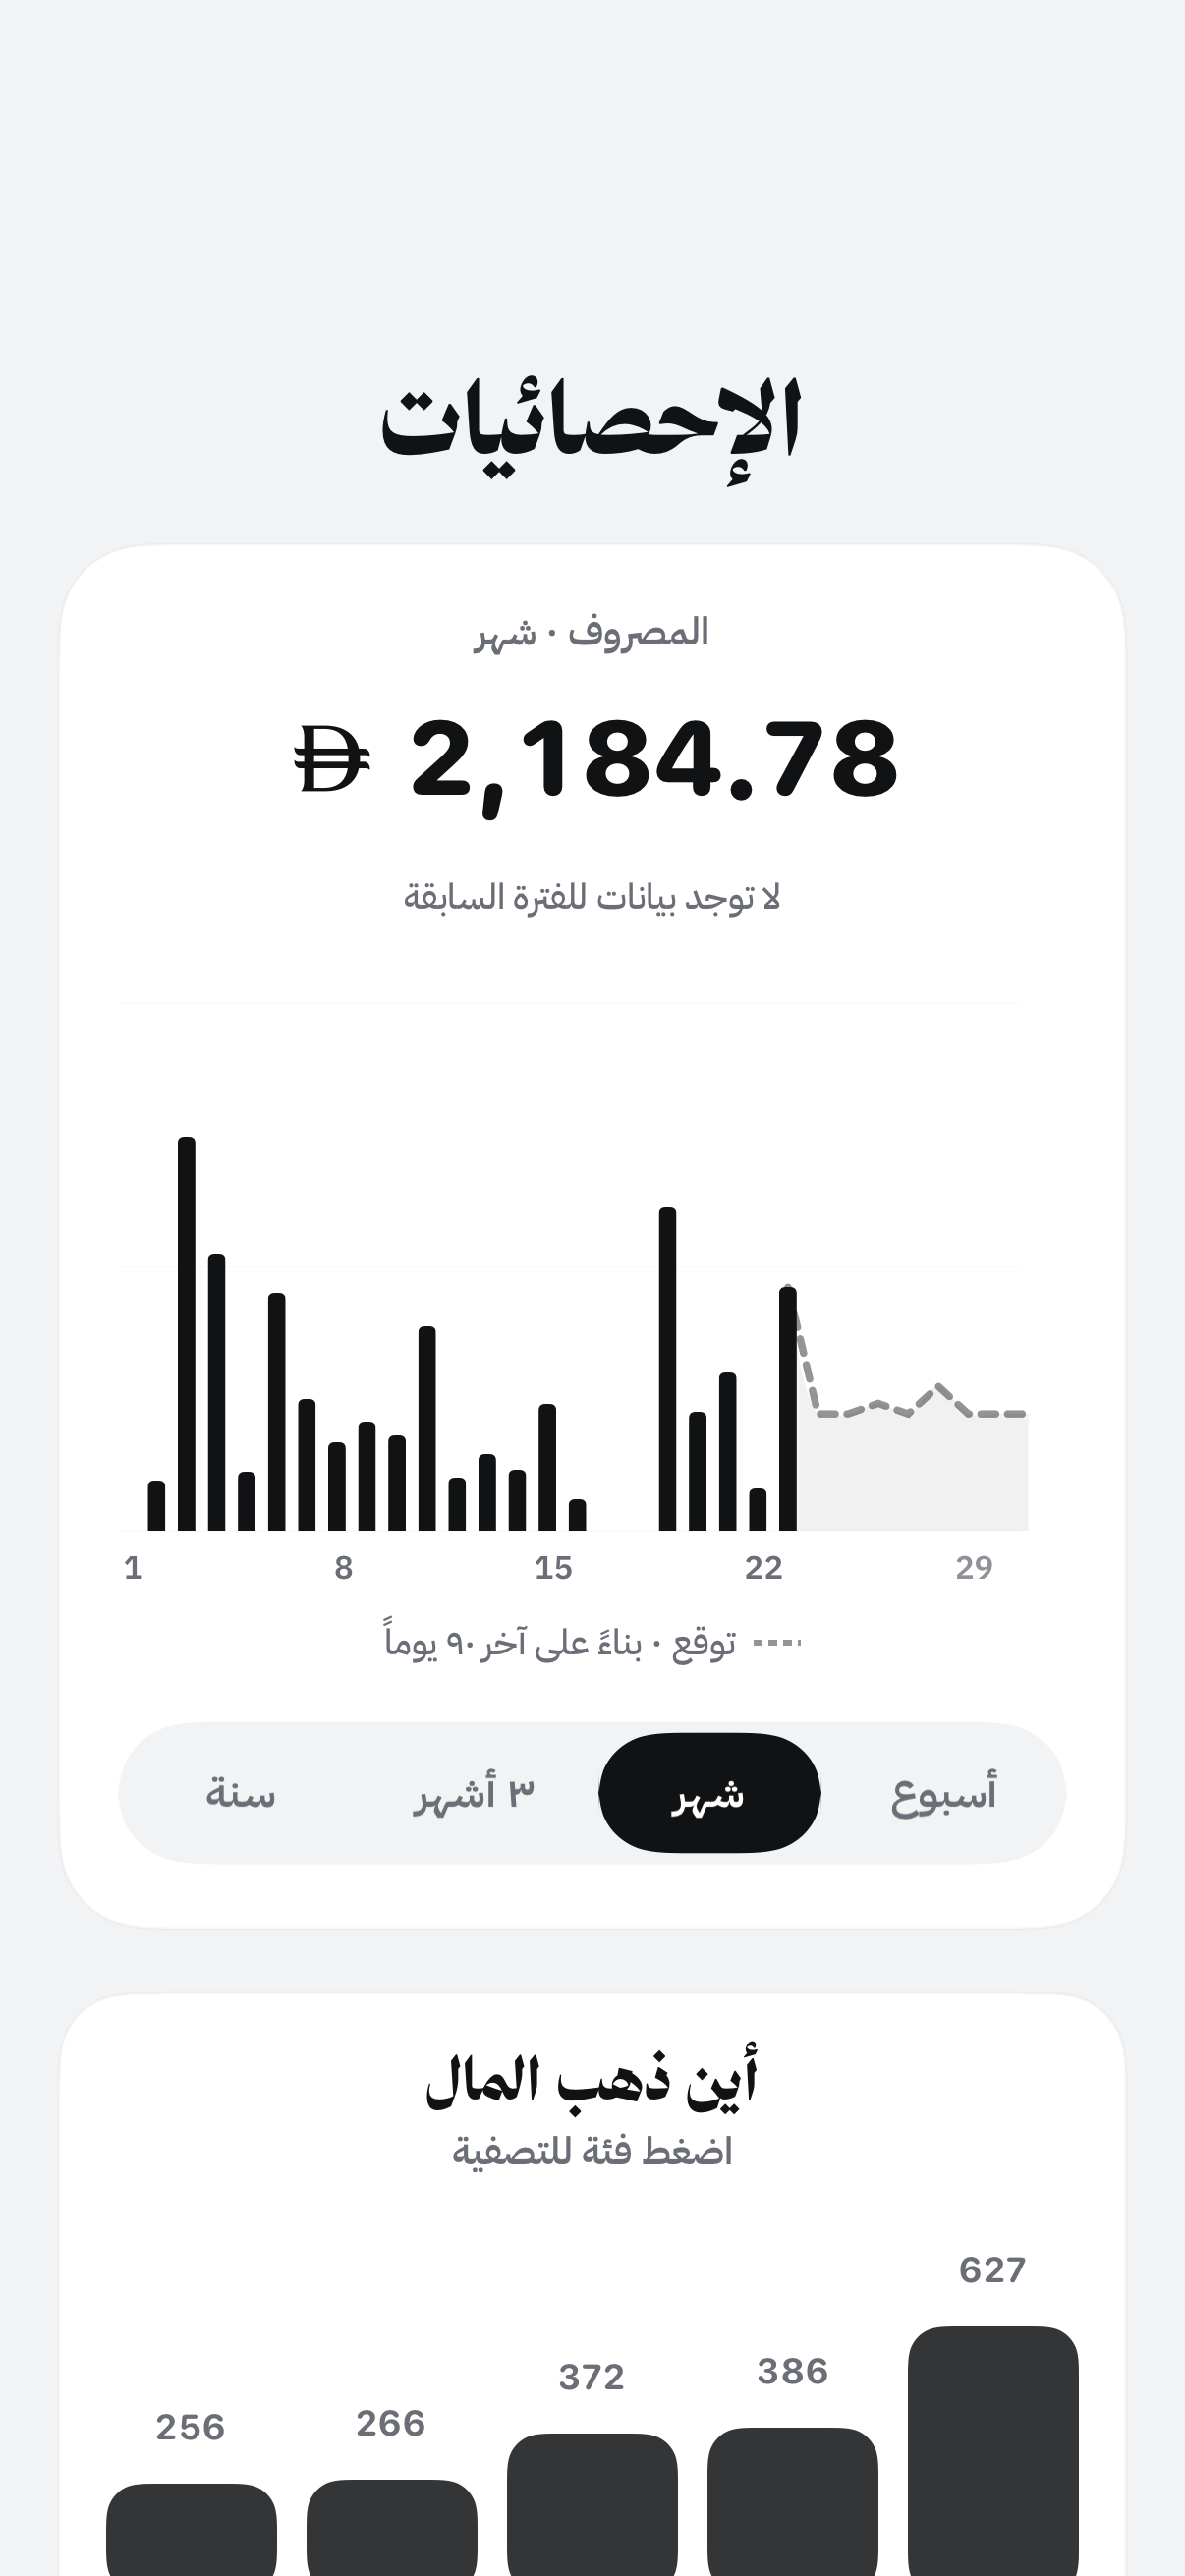 الإحصائيات
المصروف · شهر
2,184.78
لا توجد بيانات للفترة السابقة
1 8 15 22 29
توقع · بناءً على آخر ٩٠ يوماً
أسبوع شهر ٣ أشهر سنة
أين ذهب المال
اضغط فئة للتصفية
627
386
372
266
256